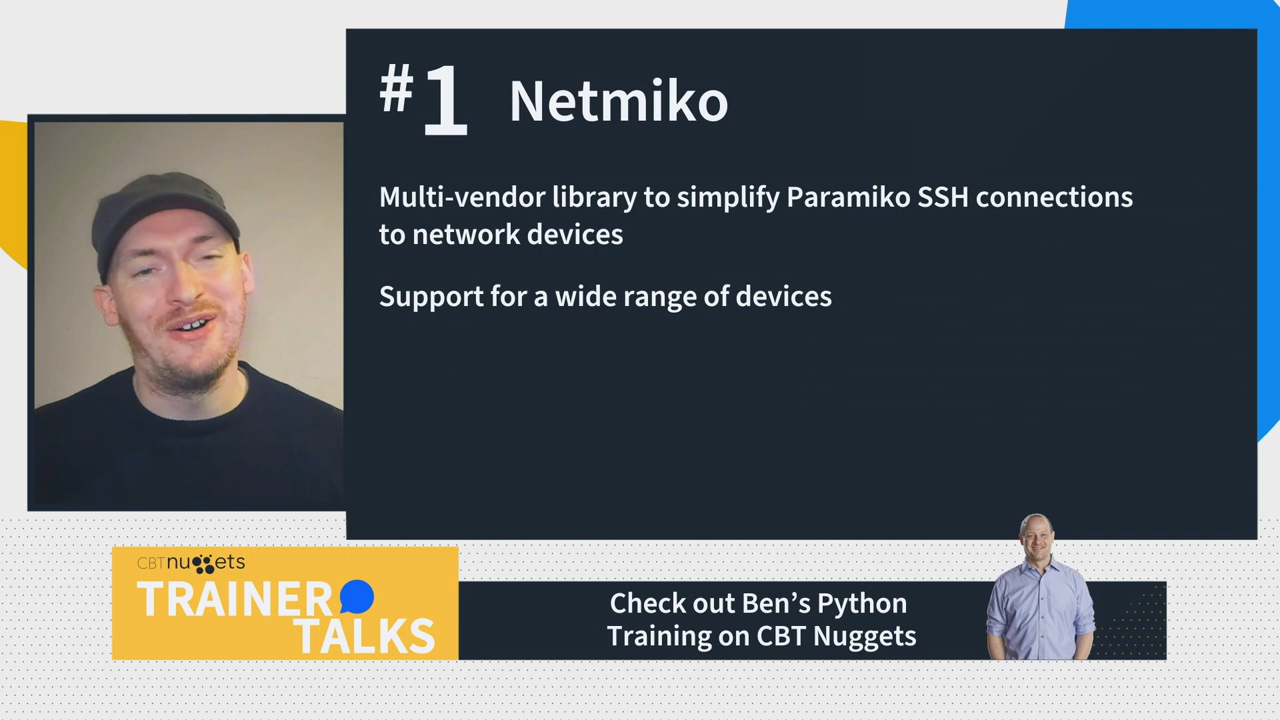 #1 Netmiko
Multi-vendor library to simplify Paramiko SSH connections
to network devices
Support for a wide range of devices
CBTnuggets
TRAINER
TALKS
Check out Ben’s Python
Training on CBT Nuggets